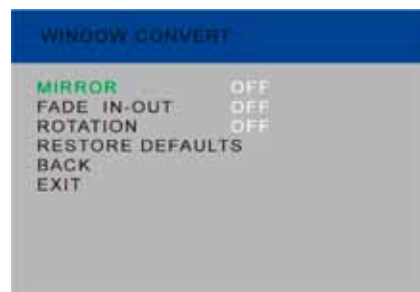 WINDOW CONVERT
MIRROR OFF
FADE IN-OUT OFF
ROTATION OFF
RESTORE DEFAULTS
BACK
EXIT